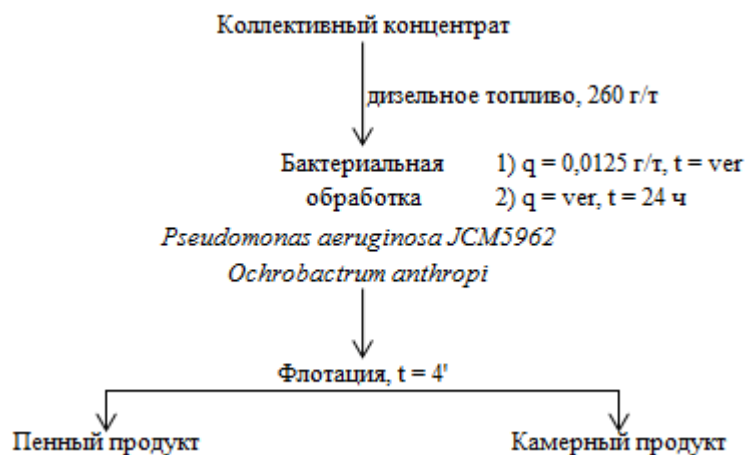 Коллективный концентрат
дизельное топливо, 260 г/т
Бактериальная 1) q = 0,0125 г/т, t = ver
обработка 2) q = ver, t = 24 ч
Pseudomonas aeruginosa JCM5962
Ochrobactrum anthropi
Флотация, t = 4'
Пенный продукт Камерный продукт